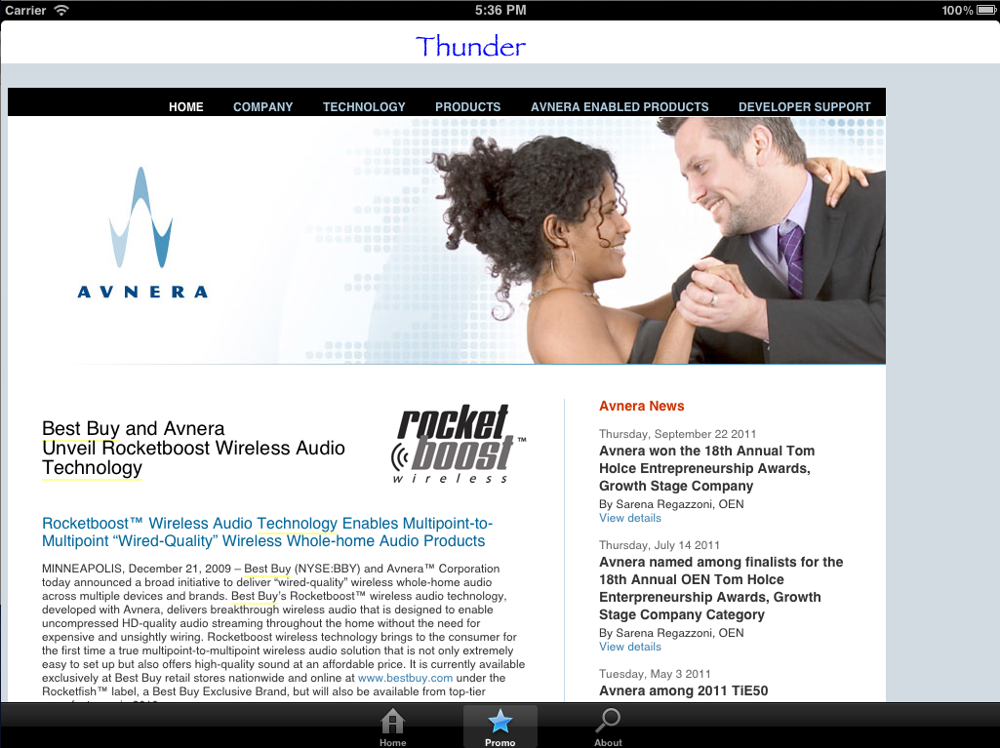 Carrier 5:36 PM 100%
Thunder
HOME COMPANY TECHNOLOGY PRODUCTS AVNERA ENABLED PRODUCTS DEVELOPER SUPPORT
AVNERA
Best Buy and Avnera
Unveil Rocketboost Wireless Audio
Technology
rocket
boost™
wireless
Rocketboost™ Wireless Audio Technology Enables Multipoint-to-
Multipoint “Wired-Quality” Wireless Whole-home Audio Products
MINNEAPOLIS, December 21, 2009 – Best Buy (NYSE:BBY) and Avnera™ Corporation
today announced a broad initiative to deliver “wired-quality” wireless whole-home audio
across multiple devices and brands. Best Buy’s Rocketboost™ wireless audio technology,
developed with Avnera, delivers breakthrough wireless audio that is designed to enable
uncompressed HD-quality audio streaming throughout the home without the need for
expensive and unsightly wiring. Rocketboost wireless technology brings to the consumer for
the first time a true multipoint-to-multipoint wireless audio solution that is not only extremely
easy to set up but also offers high-quality sound at an affordable price. It is currently available
exclusively at Best Buy retail stores nationwide and online at www.bestbuy.com under the
Rocketfish™ label, a Best Buy Exclusive Brand, but will also be available from top-tier
Avnera News
Thursday, September 22 2011
Avnera won the 18th Annual Tom
Holce Entrepreneurship Awards,
Growth Stage Company
By Sarena Regazzoni, OEN
View details
Thursday, July 14 2011
Avnera named among finalists for the
18th Annual OEN Tom Holce
Enterpreneurship Awards, Growth
Stage Company Category
By Sarena Regazzoni, OEN
View details
Tuesday, May 3 2011
Avnera among 2011 TiE50
Home Promo About